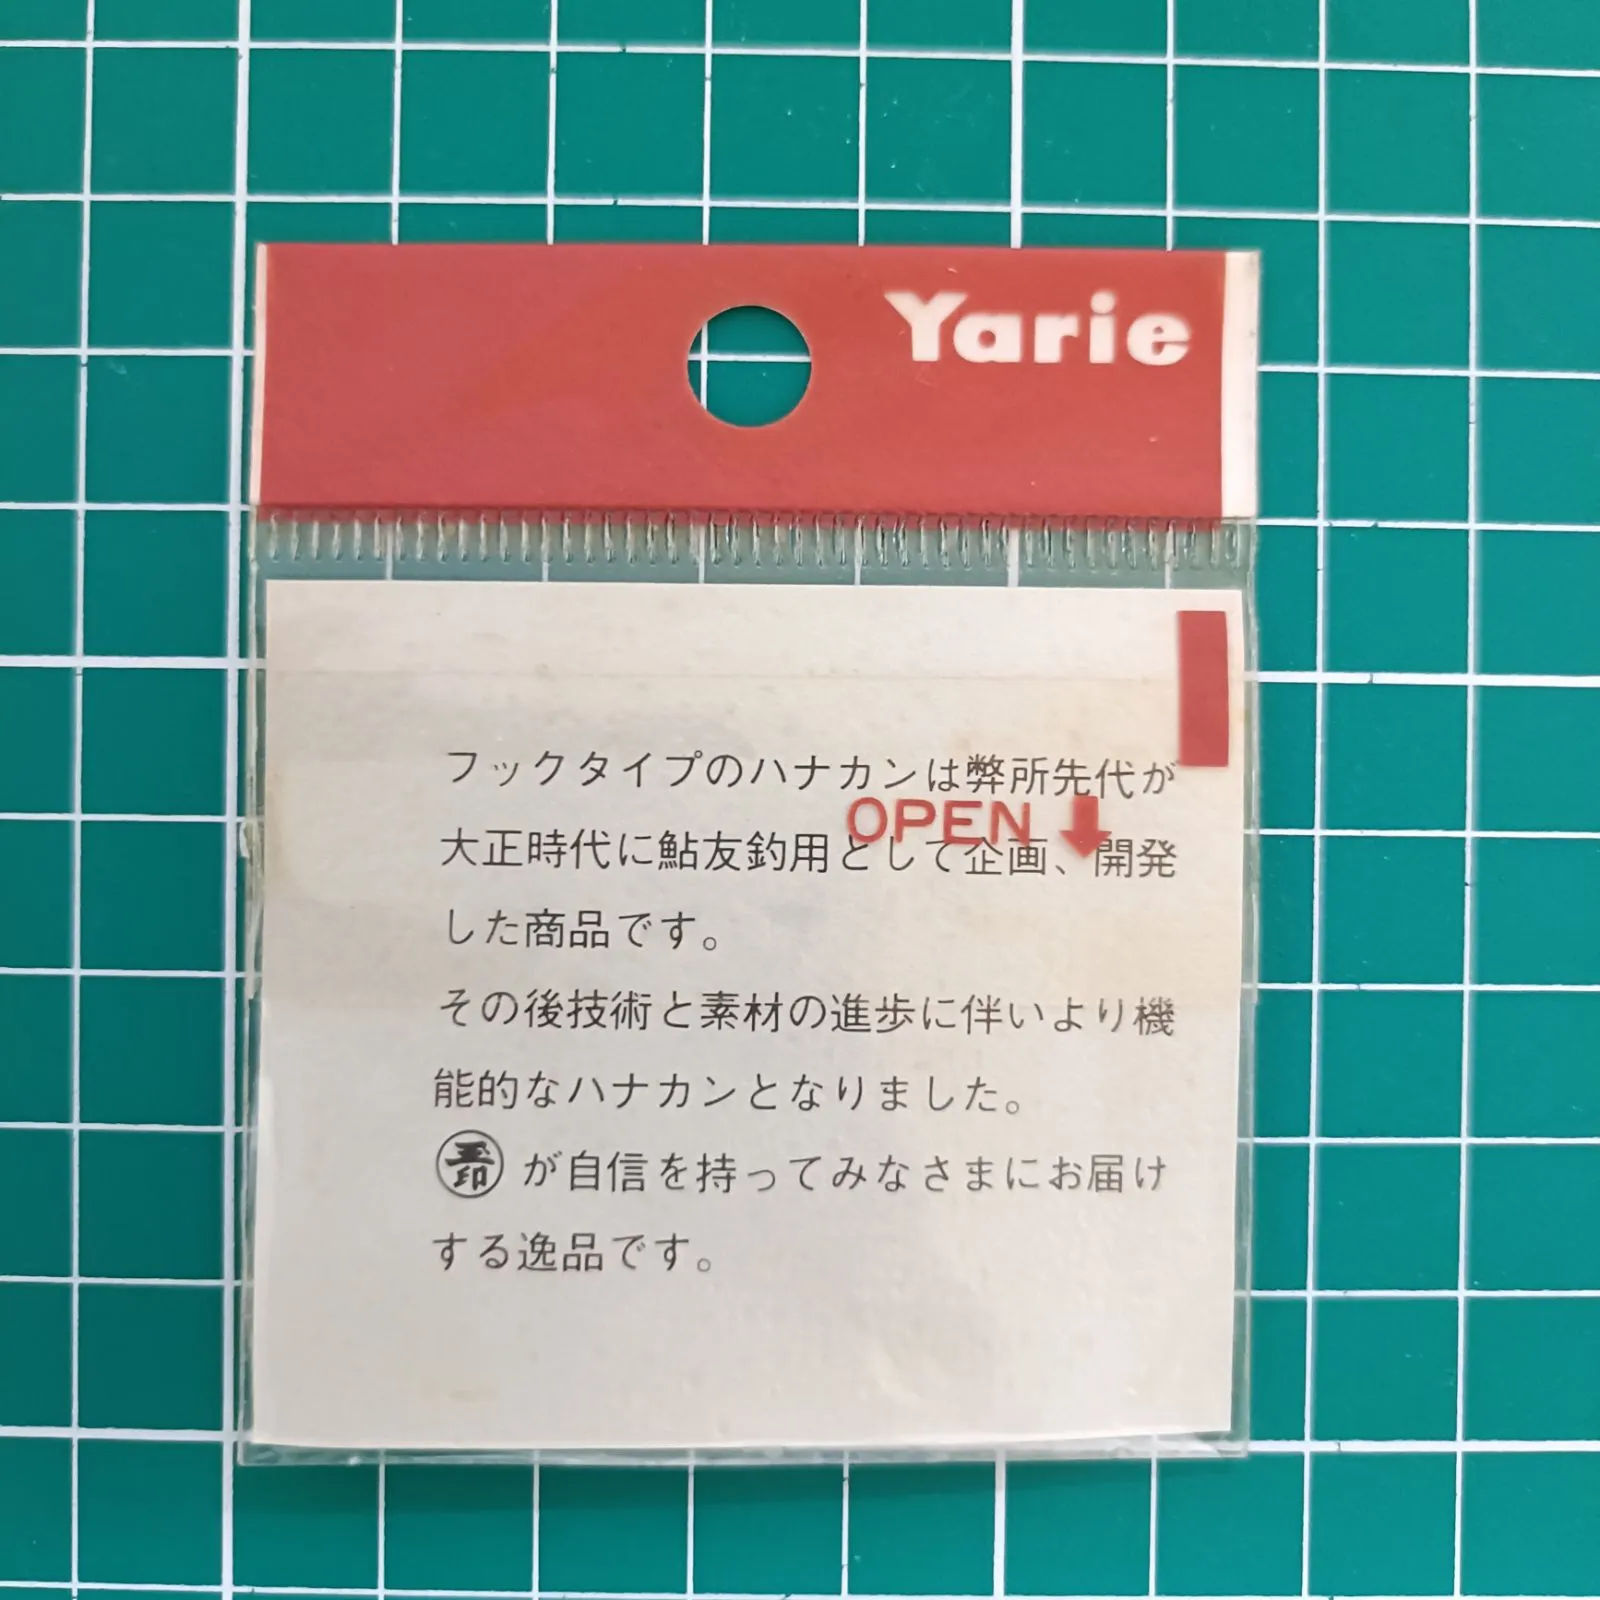 Yarie
フックタイプのハナカンは弊所先代が
OPEN
大正時代に鮎友釣用として企画、開発
した商品です。
その後技術と素材の進歩に伴いより機
能的なハナカンとなりました。
が自信を持ってみなさまにお届け
する逸品です。